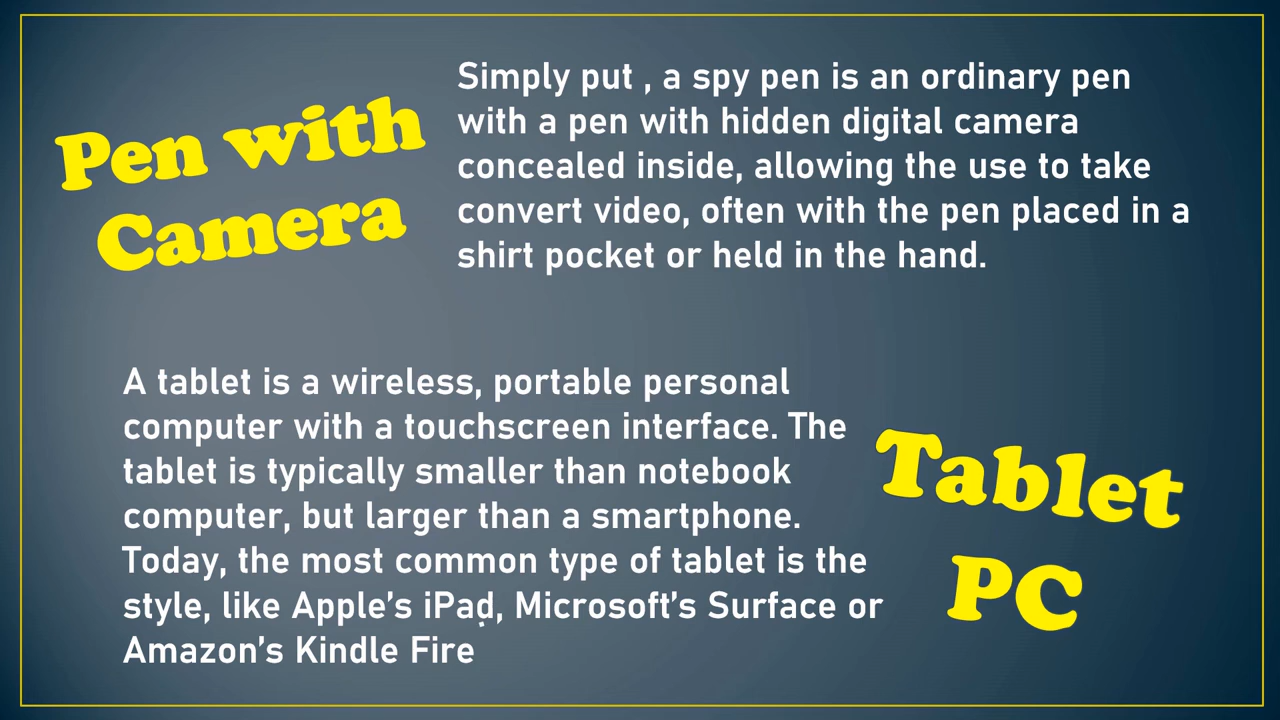 Pen with
Camera
Simply put , a spy pen is an ordinary pen
with a pen with hidden digital camera
concealed inside, allowing the use to take
convert video, often with the pen placed in a
shirt pocket or held in the hand.
A tablet is a wireless, portable personal
computer with a touchscreen interface. The
tablet is typically smaller than notebook
computer, but larger than a smartphone.
Today, the most common type of tablet is the
style, like Apple's iPad, Microsoft's Surface or
Amazon's Kindle Fire
Tablet
PC